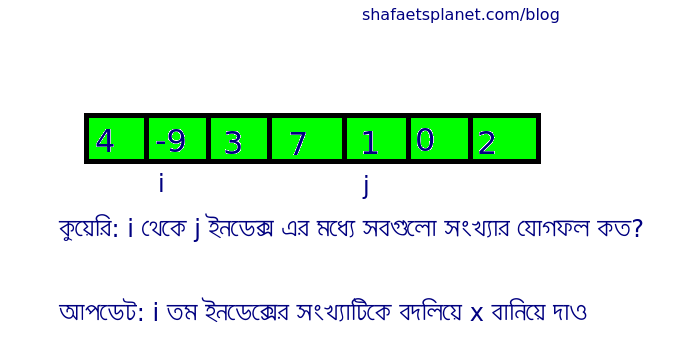 shafaetsplanet.com/blog
4 -9 3 7 1 0 2
i j
কুয়েরি: i থেকে j ইনডেক্স এর মধ্যে সবগুলো সংখ্যার যোগফল কত?
আপডেট: i তম ইনডেক্সের সংখ্যাটিকে বদলিয়ে x বানিয়ে দাও